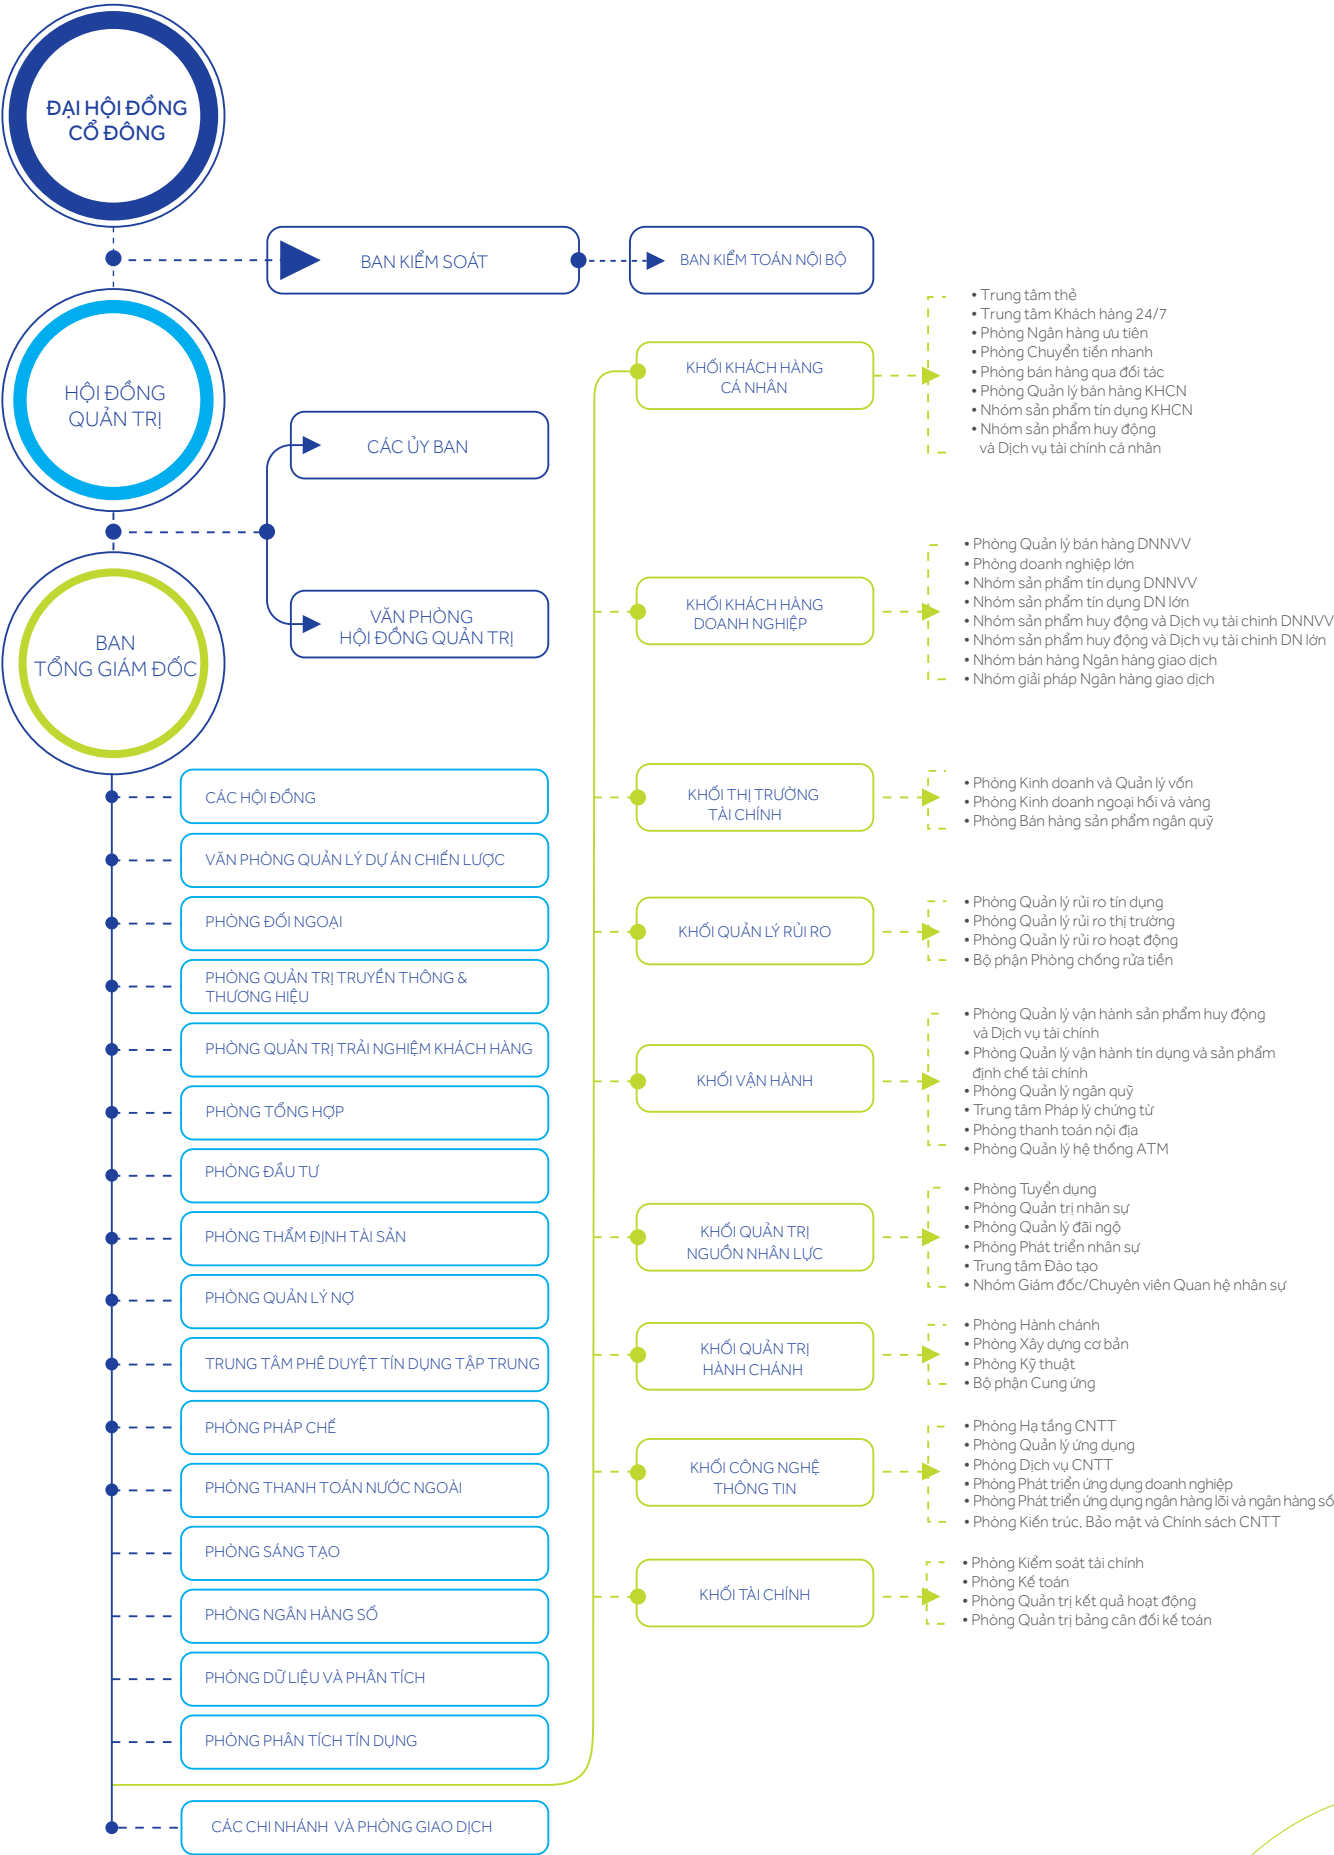 ĐẠI HỘI ĐỒNG
CỔ ĐÔNG
BAN KIỂM SOÁT
BAN KIỂM TOÁN NỘI BỘ
HỘI ĐỒNG
QUẢN TRỊ
CÁC ỦY BAN
VĂN PHÒNG
HỘI ĐỒNG QUẢN TRỊ
BAN
TỔNG GIÁM ĐỐC
CÁC HỘI ĐỒNG
VĂN PHÒNG QUẢN LÝ DỰ ÁN CHIẾN LƯỢC
PHÒNG ĐỐI NGOẠI
PHÒNG QUẢN TRỊ TRUYỀN THÔNG &
THƯƠNG HIỆU
PHÒNG QUẢN TRỊ TRẢI NGHIỆM KHÁCH HÀNG
PHÒNG TỔNG HỢP
PHÒNG ĐẦU TƯ
PHÒNG THẨM ĐỊNH TÀI SẢN
PHÒNG QUẢN LÝ NỢ
TRUNG TÂM PHÊ DUYỆT TÍN DỤNG TẬP TRUNG
PHÒNG PHÁP CHẾ
PHÒNG THANH TOÁN NƯỚC NGOÀI
PHÒNG SÁNG TẠO
PHÒNG NGÂN HÀNG SỐ
PHÒNG DỮ LIỆU VÀ PHÂN TÍCH
PHÒNG PHÂN TÍCH TÍN DỤNG
CÁC CHI NHÁNH VÀ PHÒNG GIAO DỊCH
KHỐI KHÁCH HÀNG
CÁ NHÂN
• Trung tâm thẻ
• Trung tâm Khách hàng 24/7
• Phòng Ngân hàng ưu tiên
• Phòng Chuyển tiền nhanh
• Phòng bán hàng qua đối tác
• Phòng Quản lý bán hàng KHCN
• Nhóm sản phẩm tín dụng KHCN
• Nhóm sản phẩm huy động
và Dịch vụ tài chính cá nhân
KHỐI KHÁCH HÀNG
DOANH NGHIỆP
• Phòng Quản lý bán hàng DNNVV
• Phòng doanh nghiệp lớn
• Nhóm sản phẩm tín dụng DNNVV
• Nhóm sản phẩm tín dụng DN lớn
• Nhóm sản phẩm huy động và Dịch vụ tài chinh DNNVV
• Nhóm sản phẩm huy động và Dịch vụ tài chinh DN lớn
• Nhóm bán hàng Ngân hàng giao dịch
• Nhóm giải pháp Ngân hàng giao dịch
KHỐI THỊ TRƯỜNG
TÀI CHÍNH
• Phòng Kinh doanh và Quản lý vốn
• Phòng Kinh doanh ngoại hối và vàng
• Phòng Bán hàng sản phẩm ngân quỹ
KHỐI QUẢN LÝ RỦI RO
• Phòng Quản lý rủi ro tín dụng
• Phòng Quản lý rủi ro thị trường
• Phòng Quản lý rủi ro hoạt động
• Bộ phận Phòng chống rửa tiền
KHỐI VẬN HÀNH
• Phòng Quản lý vận hành sản phẩm huy động
và Dịch vụ tài chính
• Phòng Quản lý vận hành tín dụng và sản phẩm
định chế tài chính
• Phòng Quản lý ngân quỹ
• Trung tâm Pháp lý chứng từ
• Phòng thanh toán nội địa
• Phòng Quản lý hệ thống ATM
KHỐI QUẢN TRỊ
NGUỒN NHÂN LỰC
• Phòng Tuyển dụng
• Phòng Quản trị nhân sự
• Phòng Quản lý đãi ngộ
• Phòng Phát triển nhân sự
• Trung tâm Đào tạo
• Nhóm Giám đốc/Chuyên viên Quan hệ nhân sự
KHỐI QUẢN TRỊ
HÀNH CHÁNH
• Phòng Hành chánh
• Phòng Xây dựng cơ bản
• Phòng Kỹ thuật
• Bộ phận Cung ứng
KHỐI CÔNG NGHỆ
THÔNG TIN
• Phòng Hạ tầng CNTT
• Phòng Quản lý ứng dụng
• Phòng Dịch vụ CNTT
• Phòng Phát triển ứng dụng doanh nghiệp
• Phòng Phát triển ứng dụng ngân hàng lõi và ngân hàng số
• Phòng Kiến trúc, Bảo mật và Chính sách CNTT
KHỐI TÀI CHÍNH
• Phòng Kiểm soát tài chính
• Phòng Kế toán
• Phòng Quản trị kết quả hoạt động
• Phòng Quản trị bảng cân đối kế toán